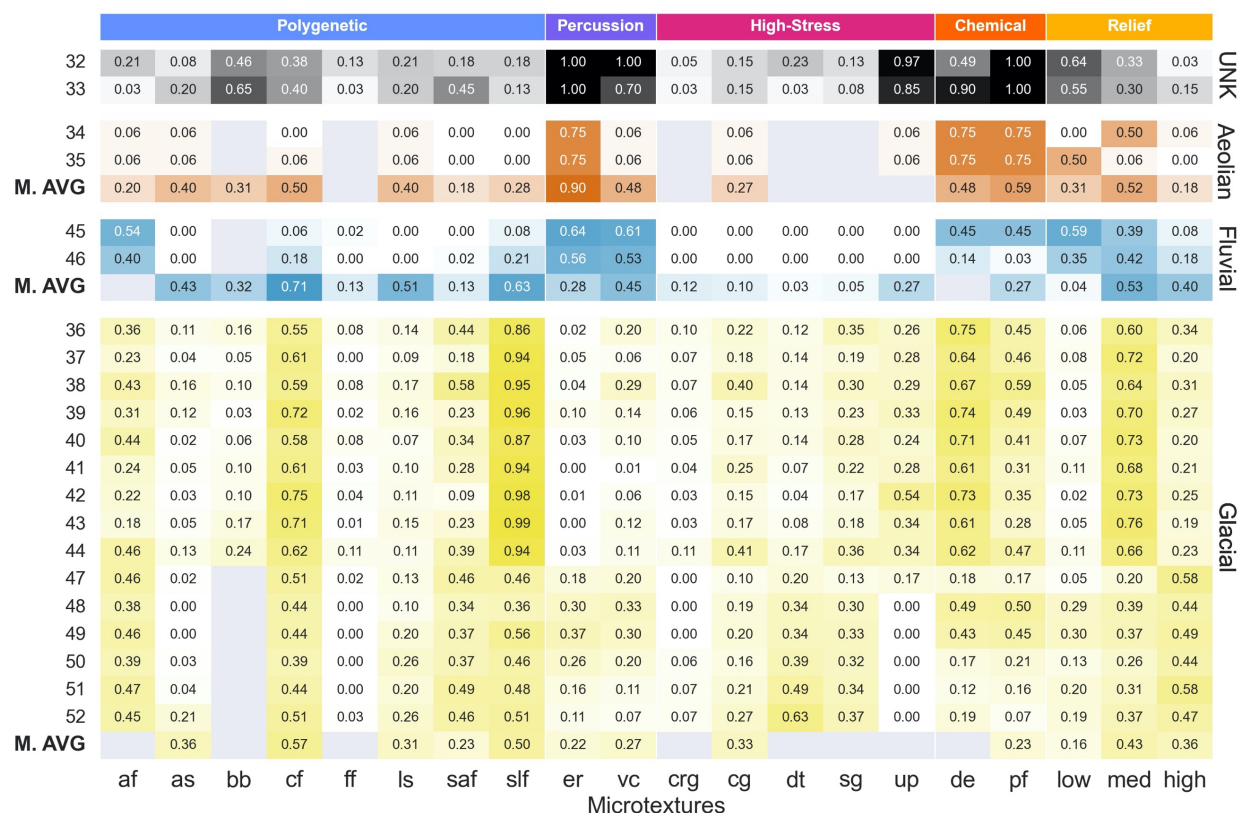 Polygenetic Percussion High-Stress Chemical Relief
32 0.21 0.08 0.46 0.38 0.13 0.21 0.18 0.18 1.00 1.00 0.05 0.15 0.23 0.13 0.97 0.49 1.00 0.64 0.33 0.03
33 0.03 0.20 0.65 0.40 0.03 0.20 0.45 0.13 1.00 0.70 0.03 0.15 0.03 0.08 0.85 0.90 1.00 0.55 0.30 0.15
UNK
34 0.06 0.06 0.00 0.06 0.00 0.00 0.75 0.06 0.06 0.06 0.75 0.75 0.00 0.50 0.06
35 0.06 0.06 0.06 0.06 0.00 0.00 0.75 0.06 0.06 0.06 0.75 0.75 0.50 0.06 0.00
M. AVG 0.20 0.40 0.31 0.50 0.40 0.18 0.28 0.90 0.48 0.27 0.48 0.59 0.31 0.52 0.18
Aeolian
45 0.54 0.00 0.06 0.02 0.00 0.00 0.08 0.64 0.61 0.00 0.00 0.00 0.00 0.00 0.45 0.45 0.59 0.39 0.08
46 0.40 0.00 0.18 0.00 0.00 0.02 0.21 0.56 0.53 0.00 0.00 0.00 0.00 0.00 0.14 0.03 0.35 0.42 0.18
M. AVG 0.43 0.32 0.71 0.13 0.51 0.13 0.63 0.28 0.45 0.12 0.10 0.03 0.05 0.27 0.27 0.04 0.53 0.40
Fluvial
36 0.36 0.11 0.16 0.55 0.08 0.14 0.44 0.86 0.02 0.20 0.10 0.22 0.12 0.35 0.26 0.75 0.45 0.06 0.60 0.34
37 0.23 0.04 0.05 0.61 0.00 0.09 0.18 0.94 0.05 0.06 0.07 0.18 0.14 0.19 0.28 0.64 0.46 0.08 0.72 0.20
38 0.43 0.16 0.10 0.59 0.08 0.17 0.58 0.95 0.04 0.29 0.07 0.40 0.14 0.30 0.29 0.67 0.59 0.05 0.64 0.31
39 0.31 0.12 0.03 0.72 0.02 0.16 0.23 0.96 0.10 0.14 0.06 0.15 0.13 0.23 0.33 0.74 0.49 0.03 0.70 0.27
40 0.44 0.02 0.06 0.58 0.08 0.07 0.34 0.87 0.03 0.10 0.05 0.17 0.14 0.28 0.24 0.71 0.41 0.07 0.73 0.20
41 0.24 0.05 0.10 0.61 0.03 0.10 0.28 0.94 0.00 0.01 0.04 0.25 0.07 0.22 0.28 0.61 0.31 0.11 0.68 0.21
42 0.22 0.03 0.10 0.75 0.04 0.11 0.09 0.98 0.01 0.06 0.03 0.15 0.04 0.17 0.54 0.73 0.35 0.02 0.73 0.25
43 0.18 0.05 0.17 0.71 0.01 0.15 0.23 0.99 0.00 0.12 0.03 0.17 0.08 0.18 0.34 0.61 0.28 0.05 0.76 0.19
44 0.46 0.13 0.24 0.62 0.11 0.11 0.39 0.94 0.03 0.11 0.11 0.41 0.17 0.36 0.34 0.62 0.47 0.11 0.66 0.23
47 0.46 0.02 0.51 0.02 0.13 0.46 0.46 0.18 0.20 0.00 0.10 0.20 0.13 0.17 0.18 0.17 0.05 0.20 0.58
48 0.38 0.00 0.44 0.00 0.10 0.34 0.36 0.30 0.33 0.00 0.19 0.34 0.30 0.00 0.49 0.50 0.29 0.39 0.44
49 0.46 0.00 0.44 0.00 0.20 0.37 0.56 0.37 0.30 0.00 0.20 0.34 0.33 0.00 0.43 0.45 0.30 0.37 0.49
50 0.39 0.03 0.39 0.00 0.26 0.37 0.46 0.26 0.20 0.06 0.16 0.39 0.32 0.00 0.17 0.21 0.13 0.26 0.44
51 0.47 0.04 0.44 0.00 0.20 0.49 0.48 0.16 0.11 0.07 0.21 0.49 0.34 0.00 0.12 0.16 0.20 0.31 0.58
52 0.45 0.21 0.51 0.03 0.26 0.46 0.51 0.11 0.07 0.07 0.27 0.63 0.37 0.00 0.19 0.07 0.19 0.37 0.47
M. AVG 0.36 0.57 0.31 0.23 0.50 0.22 0.27 0.33 0.23 0.16 0.43 0.36
Glacial
af as bb cf ff ls saf slf er vc crg cg dt sg up de pf low med high
Microtextures